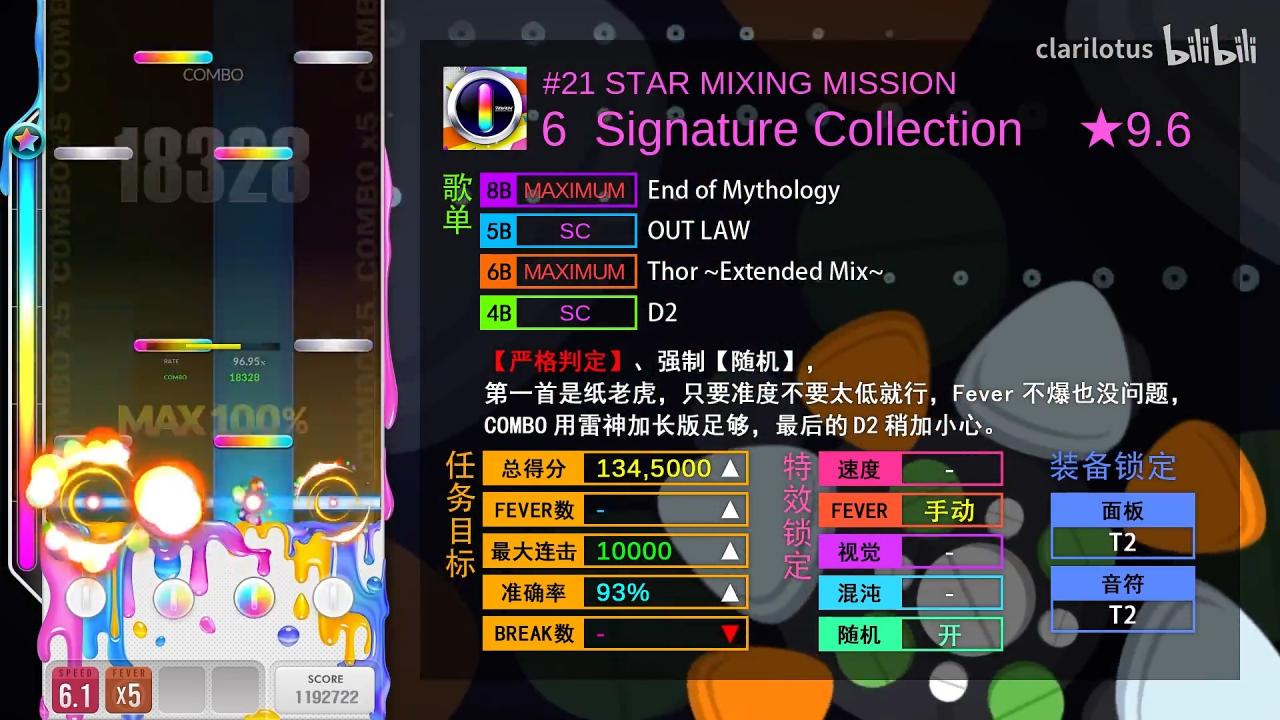 clarilotus bilibili
#21 STAR MIXING MISSION
6 Signature Collection ★9.6
歌单
8B MAXIMUM End of Mythology
5B SC OUT LAW
6B MAXIMUM Thor ~Extended Mix~
4B SC D2
【严格判定】、强制【随机】，
第一首是纸老虎，只要准度不要太低就行，Fever 不爆也没问题，
COMBO 用雷神加长版足够，最后的 D2 稍加小心。
任务目标
总得分 134,5000 ▲
FEVER数 - ▲
最大连击 10000 ▲
准确率 93% ▲
BREAK数 - ▼
特效锁定
速度 -
FEVER 手动
视觉 -
混沌 -
随机 开
装备锁定
面板
T2
音符
T2
COMBO
18328
RATE 96.95%
COMBO 18328
MAX 100%
COMBO x5
SPEED 6.1
FEVER x5
SCORE
1192722